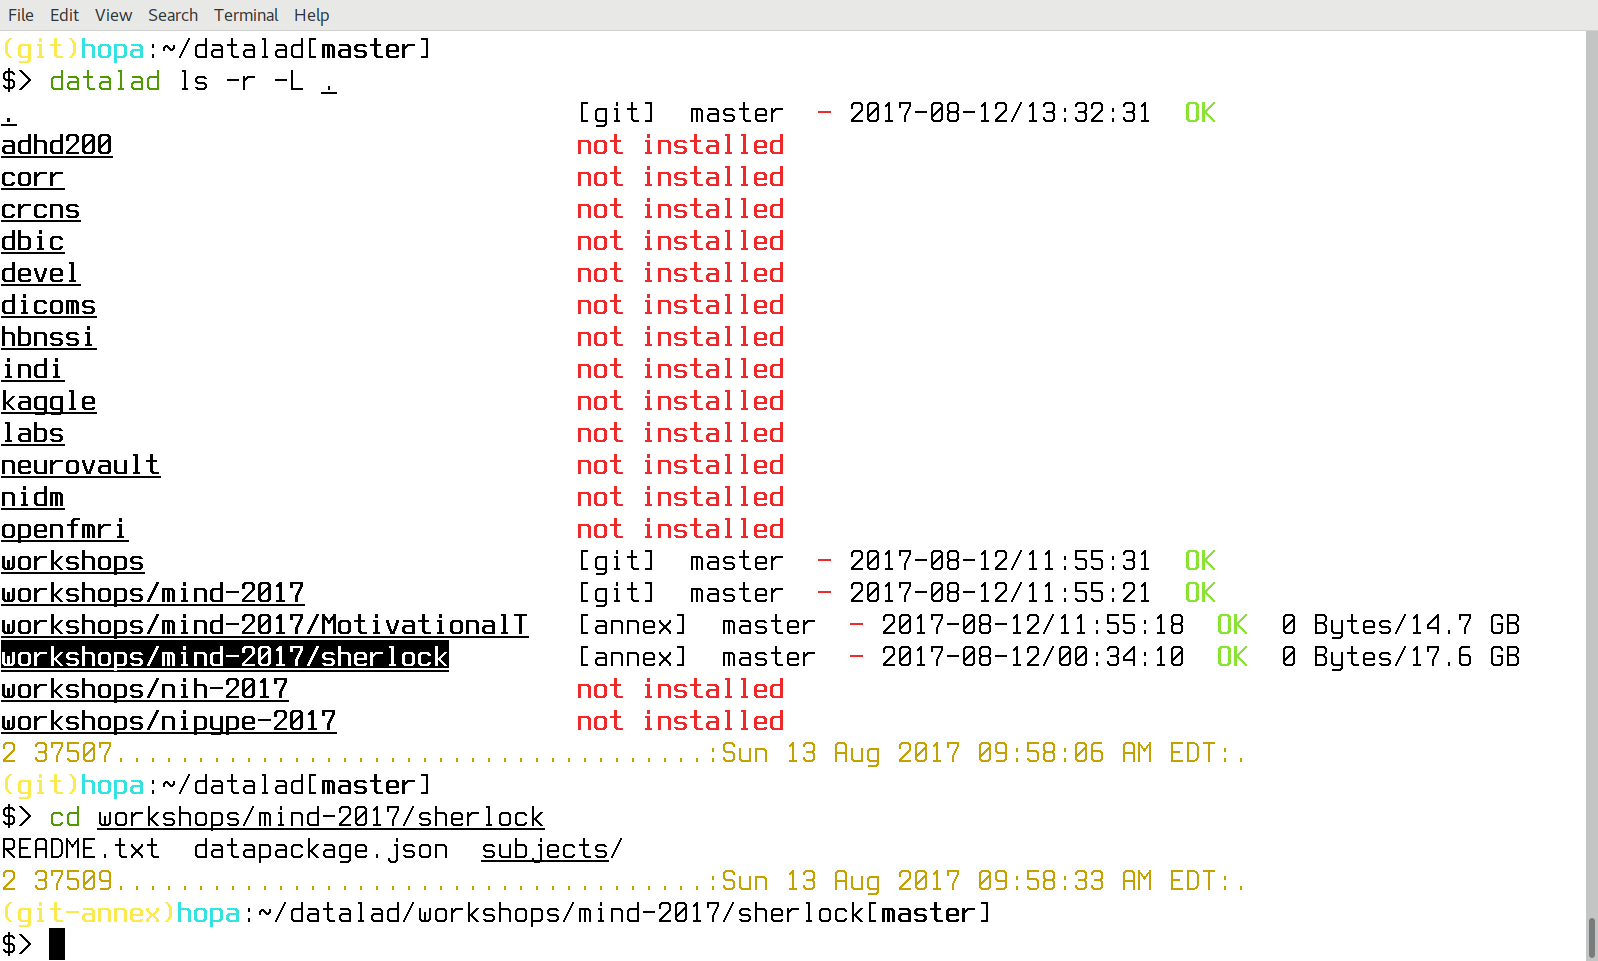 File Edit View Search Terminal Help
(git)hopa:~/datalad[master]
$> datalad ls -r -L .
. [git] master - 2017-08-12/13:32:31 OK
adhd200 not installed
corr not installed
crcns not installed
dbic not installed
devel not installed
dicoms not installed
hbnssi not installed
indi not installed
kaggle not installed
labs not installed
neurovault not installed
nidm not installed
openfmri not installed
workshops [git] master - 2017-08-12/11:55:31 OK
workshops/mind-2017 [git] master - 2017-08-12/11:55:21 OK
workshops/mind-2017/MotivationalT [annex] master - 2017-08-12/11:55:18 OK 0 Bytes/14.7 GB
workshops/mind-2017/sherlock [annex] master - 2017-08-12/00:34:10 OK 0 Bytes/17.6 GB
workshops/nih-2017 not installed
workshops/nipype-2017 not installed
2 37507.....................................:Sun 13 Aug 2017 09:58:06 AM EDT:.
(git)hopa:~/datalad[master]
$> cd workshops/mind-2017/sherlock
README.txt datapackage.json subjects/
2 37509.....................................:Sun 13 Aug 2017 09:58:33 AM EDT:.
(git-annex)hopa:~/datalad/workshops/mind-2017/sherlock[master]
$>